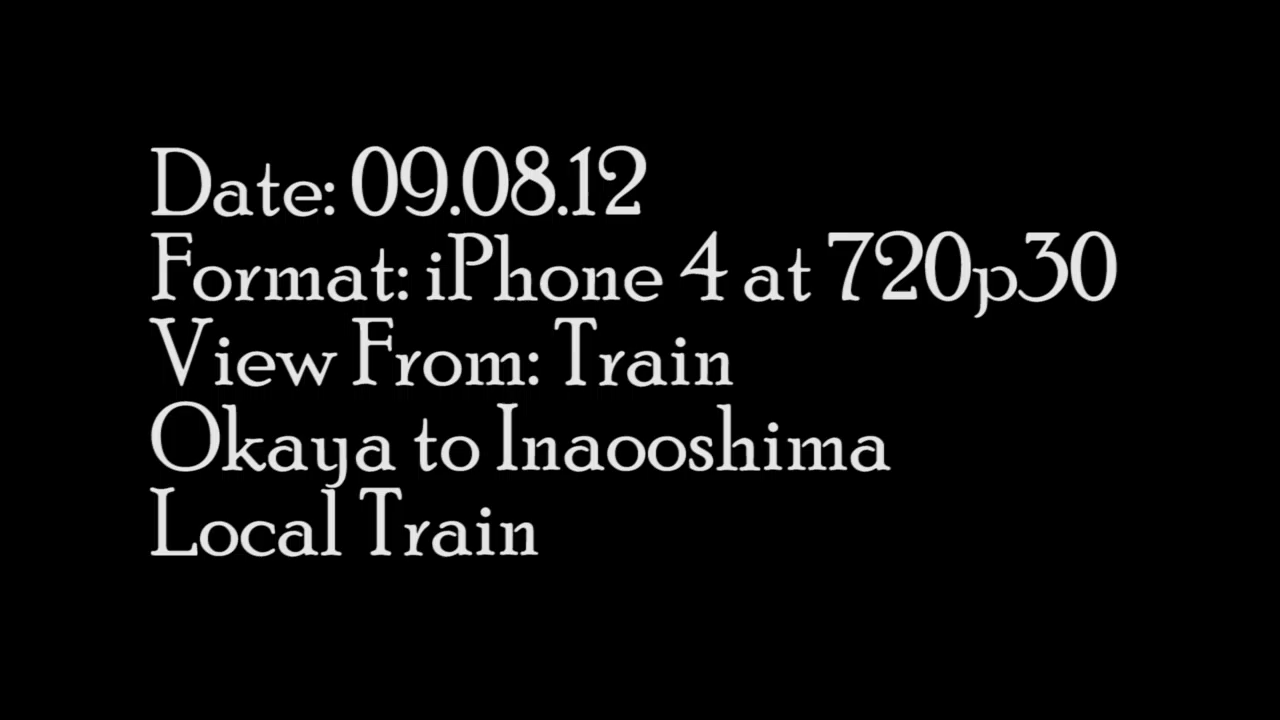 Date: 09.08.12
Format: iPhone 4 at 720p30
View From: Train
Okaya to Inaooshima
Local Train